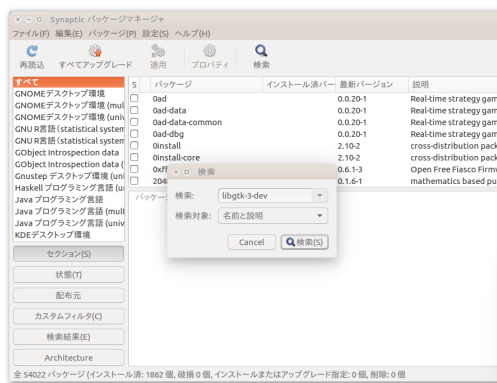 Synaptic パッケージマネージャ
ファイル(F) 編集(E) パッケージ(P) 設定(S) ヘルプ(H)
再読込 すべてアップグレード 適用 プロパティ 検索
すべて
GNOMEデスクトップ環境
GNOMEデスクトップ環境 (mul
GNOMEデスクトップ環境 (univ
GNU R言語 (statistical system
GNU R言語 (statistical system
GObject Introspection data
GObject Introspection data (
Gnustep デスクトップ環境 (uni
Haskell プログラミング言語 (u
Java プログラミング言語
Java プログラミング言語 (mult
Java プログラミング言語 (univ
KDEデスクトップ環境
セクション(S)
状態(T)
配布元
カスタムフィルタ(C)
検索結果(E)
Architecture
S パッケージ インストール済バー 最新バージョン 説明
0ad 0.0.20-1 Real-time strategy gam
0ad-data 0.0.20-1 Real-time strategy gam
0ad-data-common 0.0.20-1 Real-time strategy gam
0ad-dbg 0.0.20-1 Real-time strategy gam
0install 2.10-2 cross-distribution pack
0install-core 2.10-2 cross-distribution pack
0xff 0.6.1-3 Open Free Fiasco Firmw
204 0.1.6-1 mathematics based pu
パッケー
検索
検索: libgtk-3-dev
検索対象: 名前と説明
Cancel 検索(S)
全 54022 パッケージ (インストール済: 1862 個, 破損 0 個, インストールまたはアップグレード指定: 0 個, 削除: 0 個